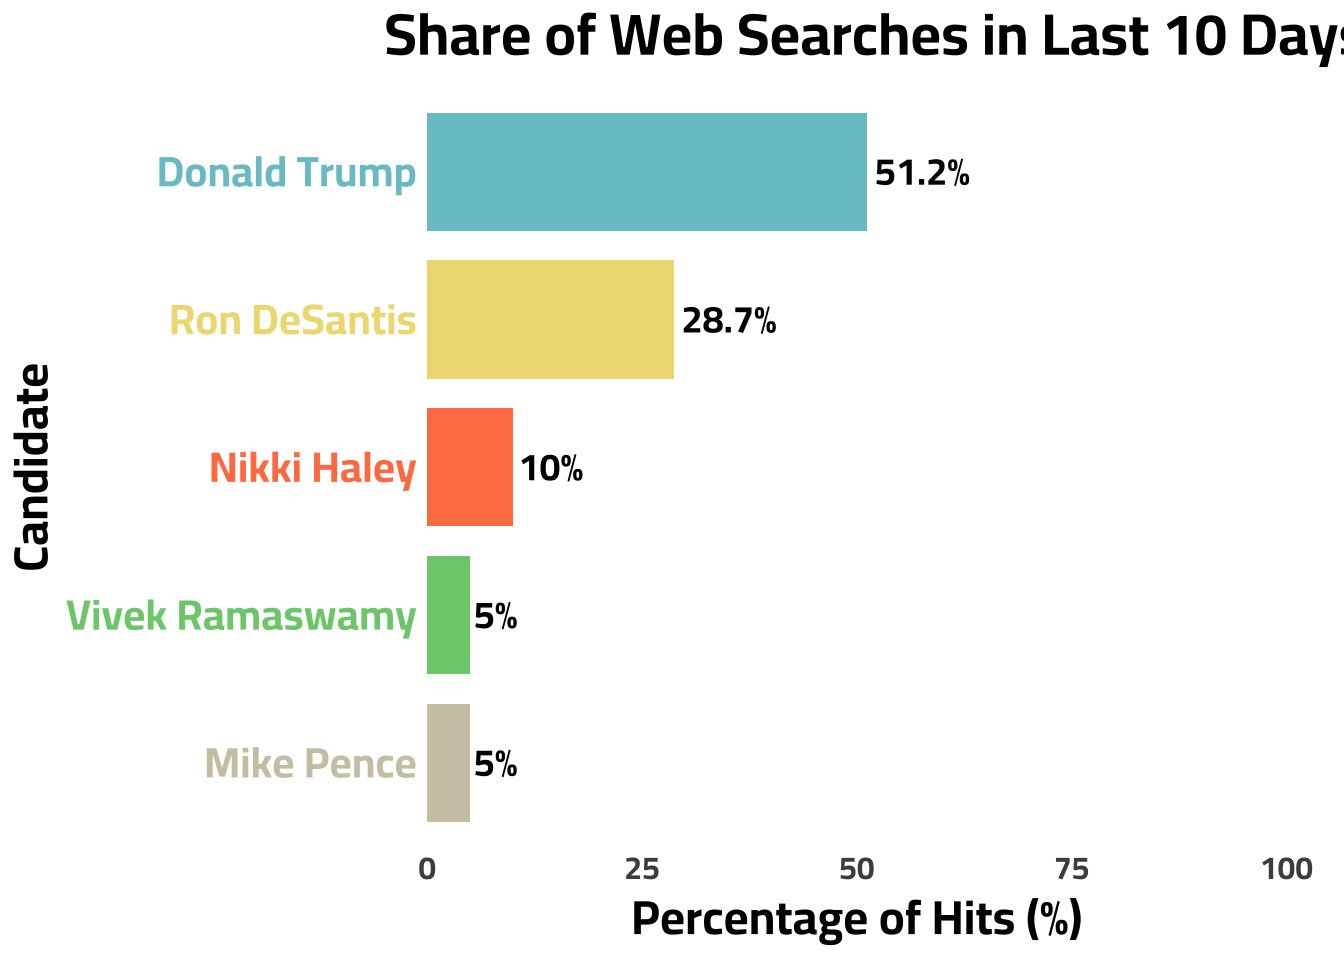 Share of Web Searches in Last 10 Days
Donald Trump 51.2%
Ron DeSantis 28.7%
Nikki Haley 10%
Vivek Ramaswamy 5%
Mike Pence 5%
Candidate
0 25 50 75 100
Percentage of Hits (%)